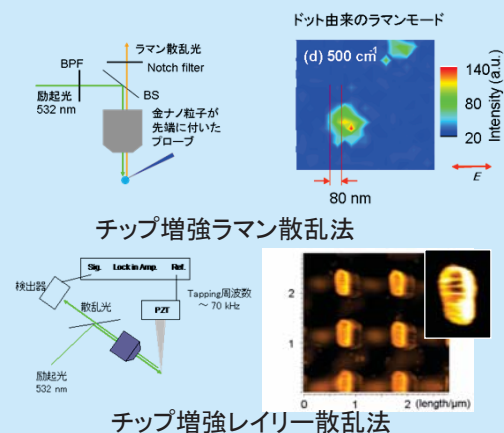 ドット由来のラマンモード
ラマン散乱光
BPF
Notch filter
励起光
532 nm
BS
金ナノ粒子が
先端に付いた
プローブ
(d) 500 cm-1
140
80
20
Intensity (a.u.)
E
80 nm
チップ増強ラマン散乱法
Sig. Lock in Amp. Ref.
検出器
散乱光
PZT
Tapping周波数
～ 70 kHz
励起光
532 nm
2
1
0 1 2 (length/μm)
チップ増強レイリー散乱法